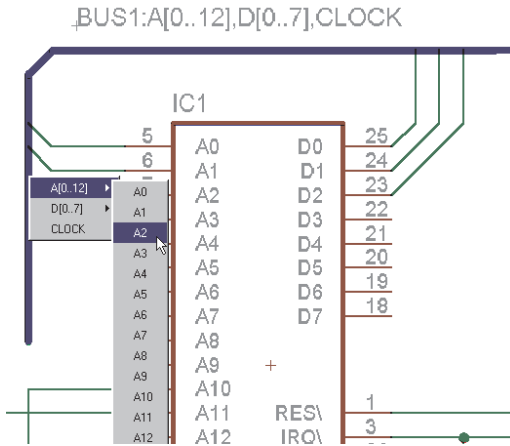 BUS1:A[0..12],D[0..7],CLOCK
IC1
5 A0 D0 25
6 A1 D1 24
A2 D2 23
A3 D3 22
A4 D4 21
A5 D5 20
A6 D6 19
A7 D7 18
A8
A9
A10
A11 RES\ 1
A12 IRQ\ 3
A[0..12]
D[0..7]
CLOCK
A0
A1
A2
A3
A4
A5
A6
A7
A8
A9
A10
A11
A12